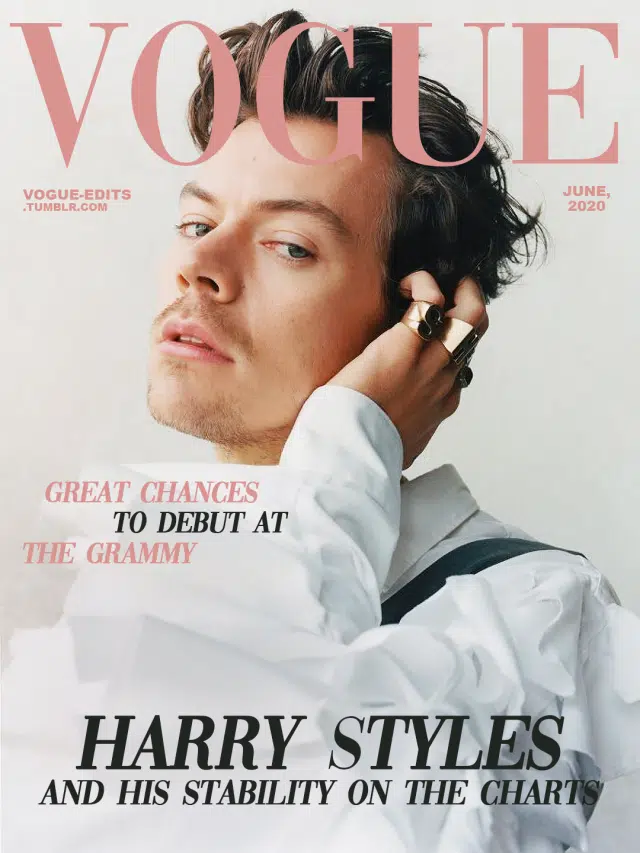 VOGUE
VOGUE-EDITS
.TUMBLR.COM
JUNE,
2020
GREAT CHANCES
TO DEBUT AT
THE GRAMMY
HARRY STYLES
AND HIS STABILITY ON THE CHARTS